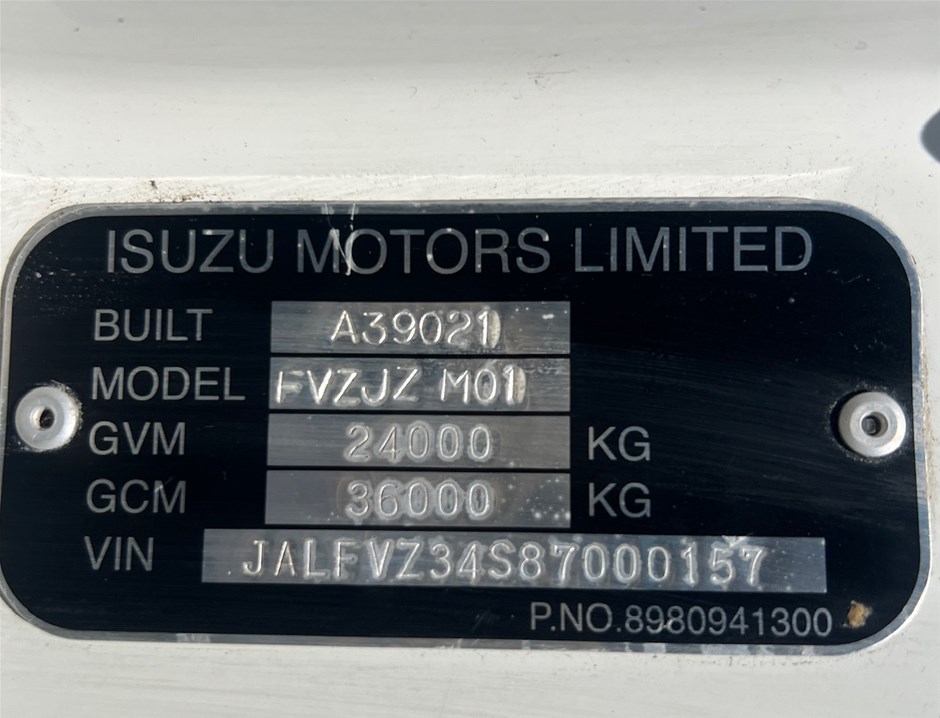 ISUZU MOTORS LIMITED
BUILT A39021
MODEL FVZJZ M01
GVM 24000 KG
GCM 36000 KG
VIN JALFVZ34S87000157
P.NO.8980941300